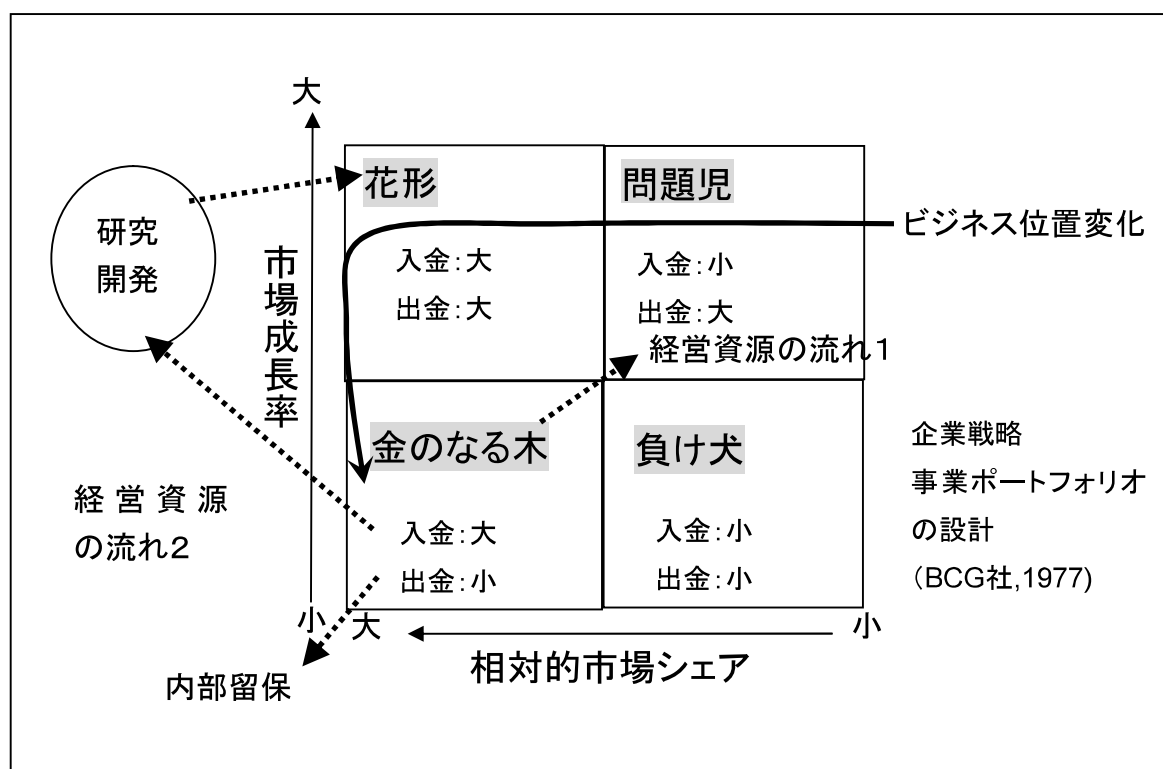 大
花形
問題児
研究
開発
ビジネス位置変化
市場成長率
入金：大
出金：大
入金：小
出金：大
経営資源の流れ1
金のなる木
負け犬
企業戦略
事業ポートフォリオ
の設計
（BCG社,1977)
経営資源
の流れ２
入金：大
出金：小
入金：小
出金：小
小
大
小
相対的市場シェア
内部留保